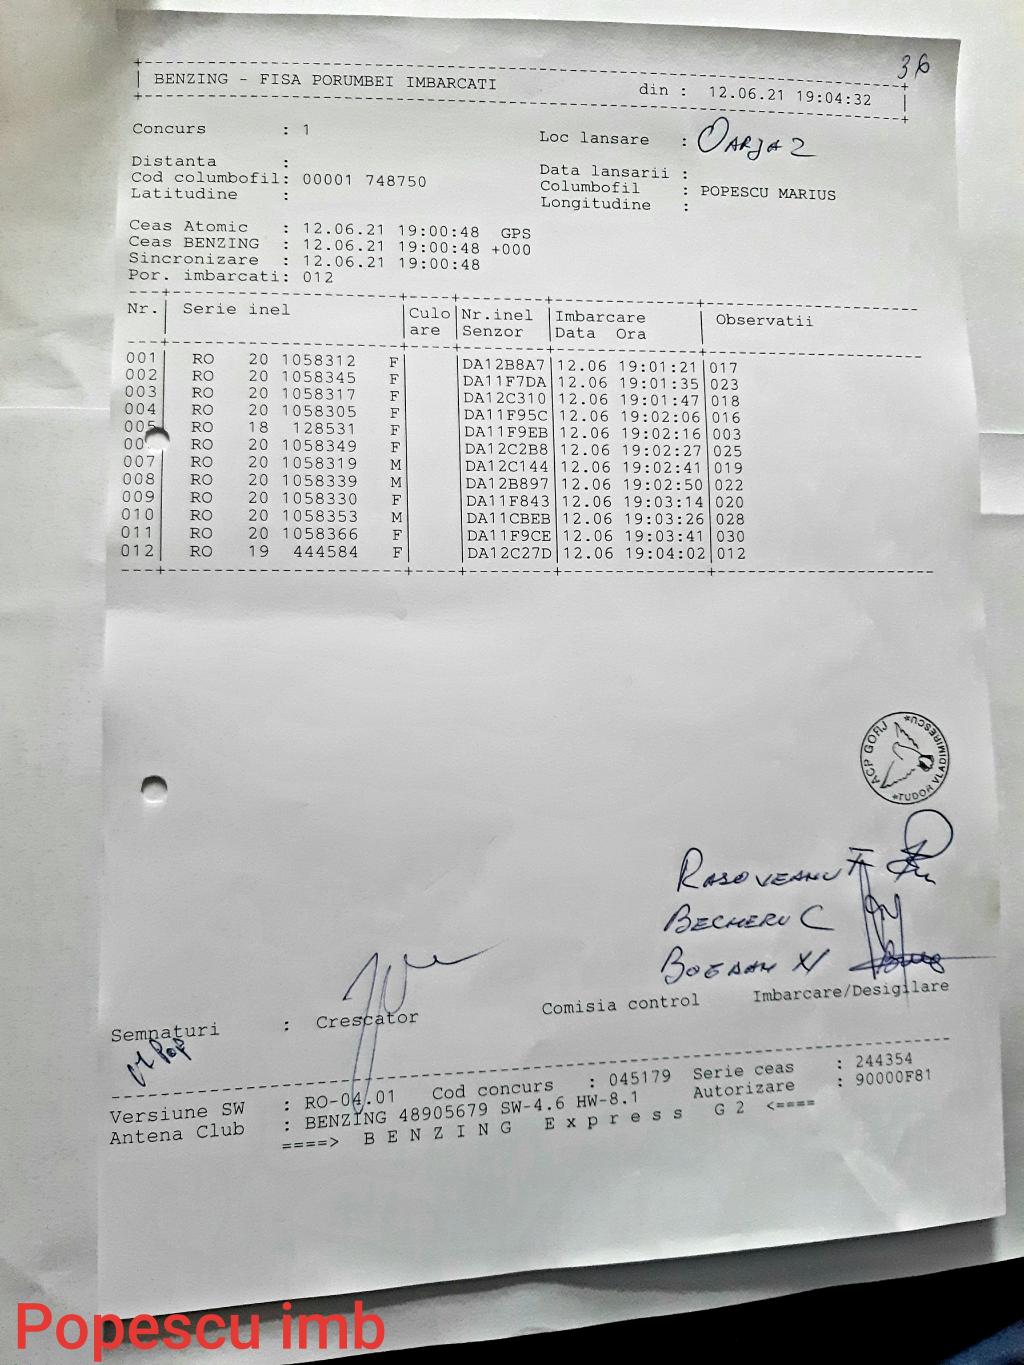 36
BENZING - FISA PORUMBEI IMBARCATI din : 12.06.21 19:04:32
Concurs : 1 Loc lansare : Oarja 2
Distanta : Data lansarii :
Cod columbofil: 00001 748750 Columbofil : POPESCU MARIUS
Latitudine : Longitudine :
Ceas Atomic : 12.06.21 19:00:48 GPS
Ceas BENZING : 12.06.21 19:00:48 +000
Sincronizare : 12.06.21 19:00:48
Por. imbarcati: 012
Nr. Serie inel Culo Nr.inel Imbarcare Observatii
are Senzor Data Ora
001 RO 20 1058312 F DA12B8A7 12.06 19:01:21 017
002 RO 20 1058345 F DA11F7DA 12.06 19:01:35 023
003 RO 20 1058317 F DA12C310 12.06 19:01:47 018
004 RO 20 1058305 F DA11F95C 12.06 19:02:06 016
005 RO 18 128531 F DA11F9EB 12.06 19:02:16 003
00 RO 20 1058349 F DA12C2B8 12.06 19:02:27 025
007 RO 20 1058319 M DA12C144 12.06 19:02:41 019
008 RO 20 1058339 M DA12B897 12.06 19:02:50 022
009 RO 20 1058330 F DA11F843 12.06 19:03:14 020
010 RO 20 1058353 M DA11CBEB 12.06 19:03:26 028
011 RO 20 1058366 F DA11F9CE 12.06 19:03:41 030
012 RO 19 444584 F DA12C27D 12.06 19:04:02 012
ACP GORJ
*TUDOR VLADIMIRESCU*
RASOVEANU F
BECHERU C
BOGDAN
Semnaturi : Crescator Comisia control Imbarcare/Desigilare
Pop
Versiune SW : RO-04.01 Cod concurs : 045179 Serie ceas : 244354
Antena Club : BENZING 48905679 SW-4.6 HW-8.1 Autorizare : 90000F81
====> B E N Z I N G E x p r e s s G 2 <====
Popescu imb